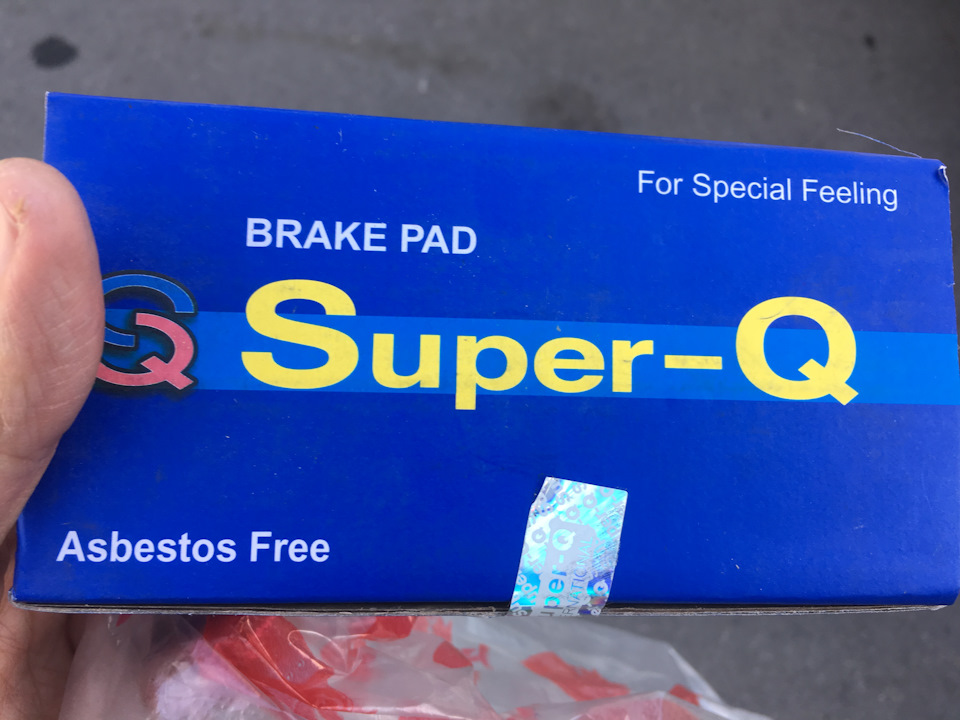 For Special Feeling
BRAKE PAD
Super-Q
Asbestos Free